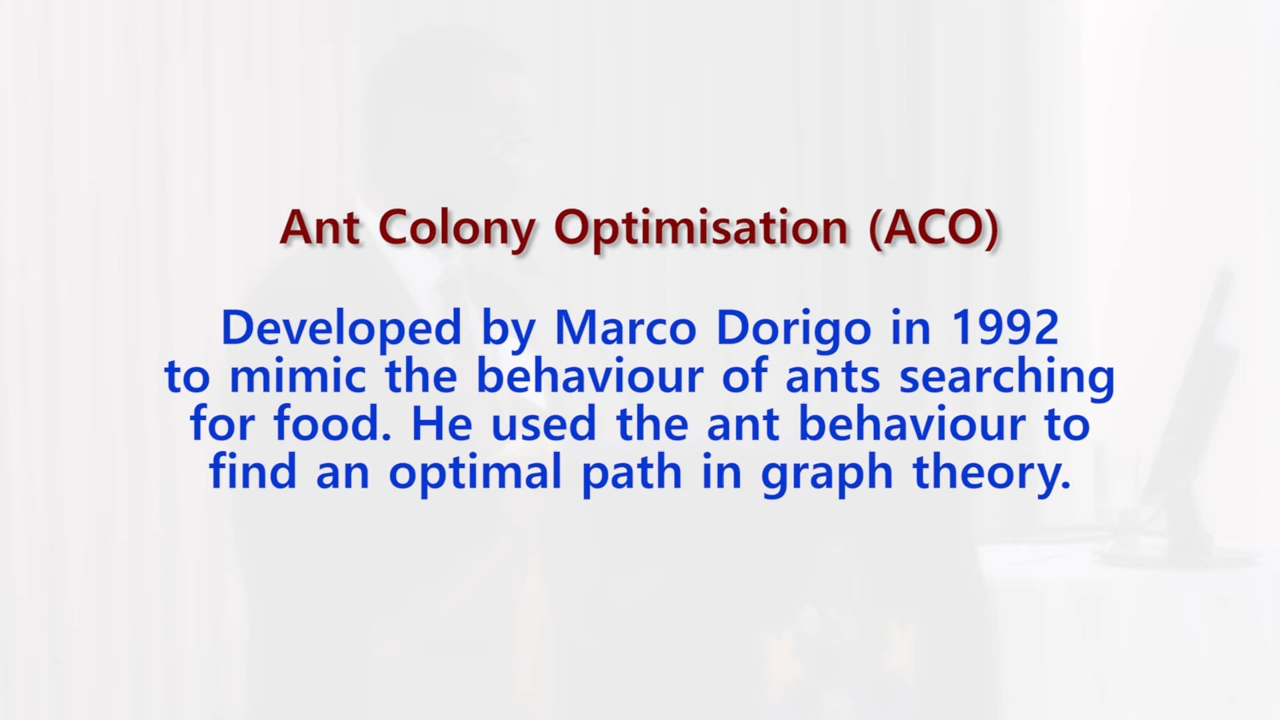 Ant Colony Optimisation (ACO)
Developed by Marco Dorigo in 1992
to mimic the behaviour of ants searching
for food. He used the ant behaviour to
find an optimal path in graph theory.